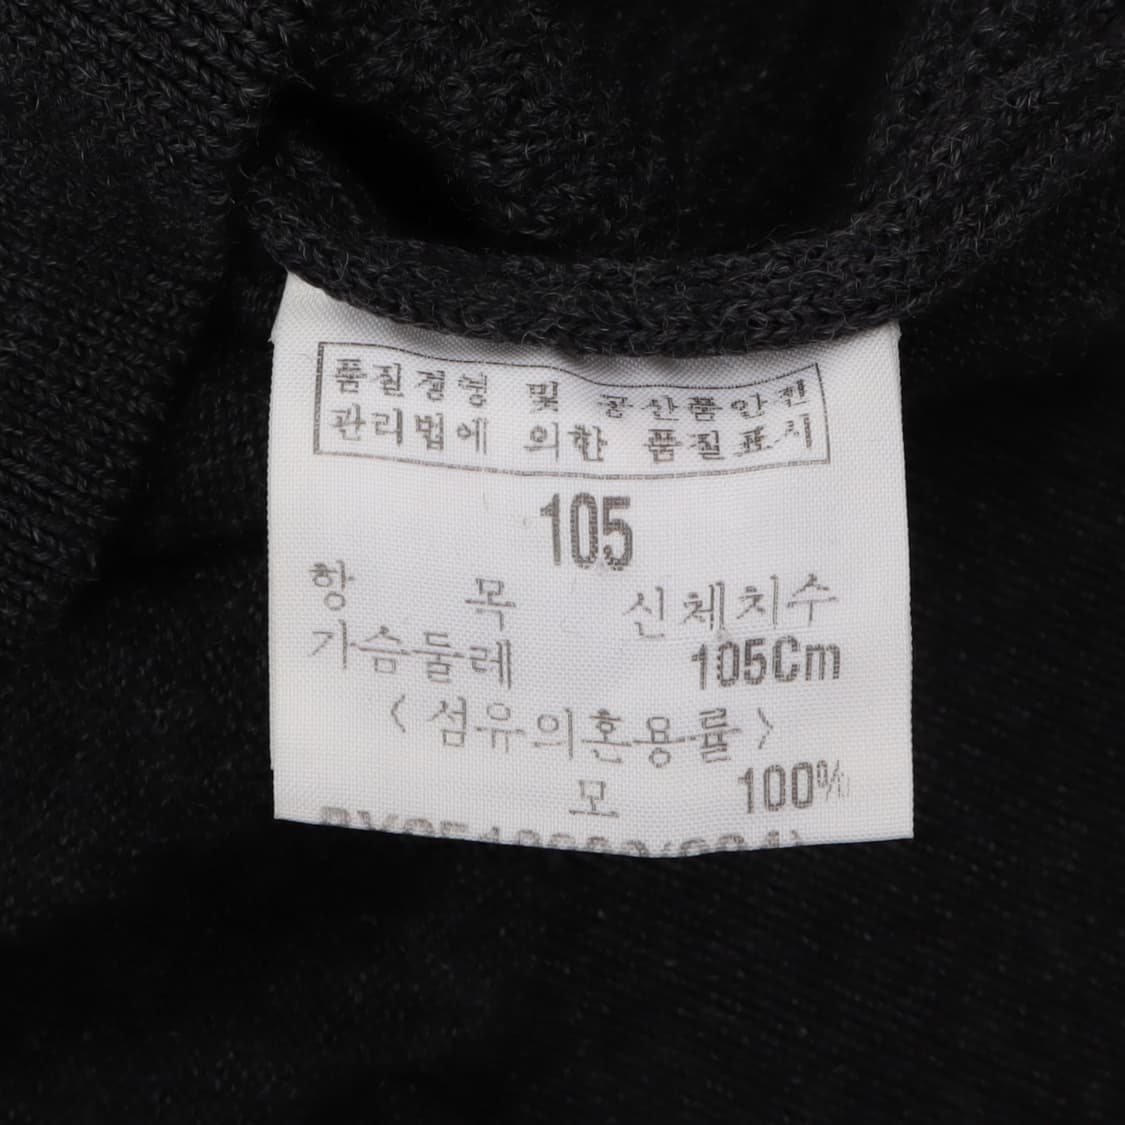 품질경영 및 공산품안전
관리법에 의한 품질표시
105
항 목 신체치수
가슴둘레 105Cm
<섬유의혼용률>
모 100%